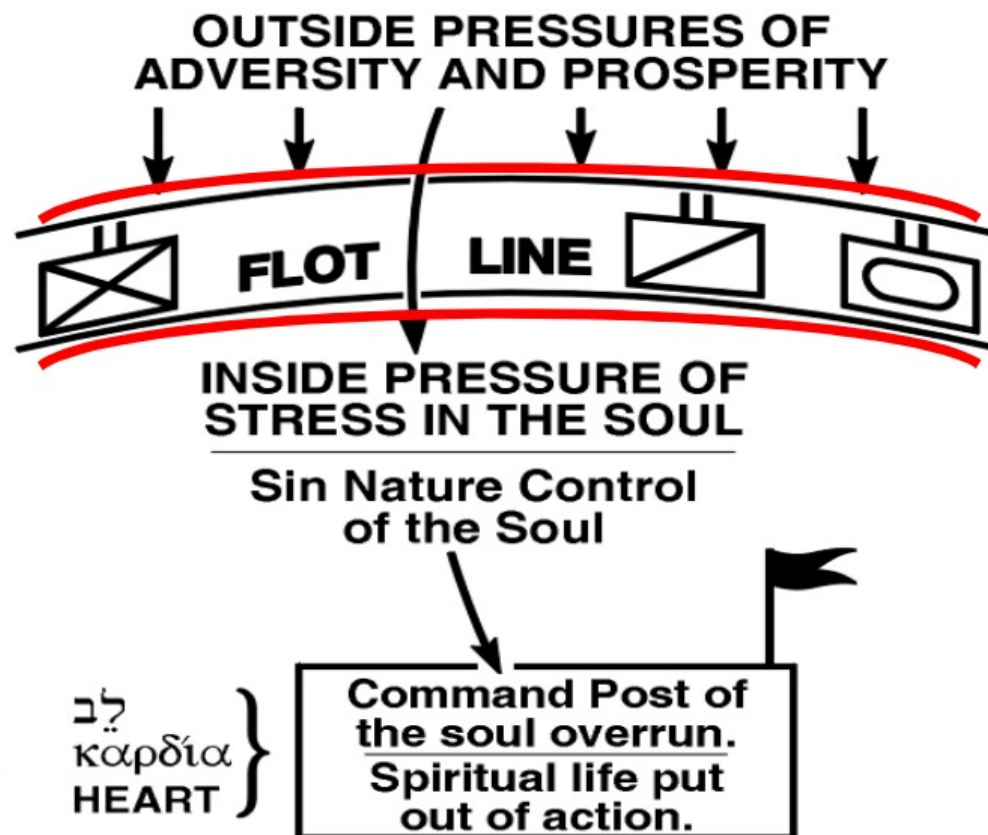 OUTSIDE PRESSURES OF
ADVERSITY AND PROSPERITY
FLOT LINE
INSIDE PRESSURE OF
STRESS IN THE SOUL
Sin Nature Control
of the Soul
לֵב
καρδία
HEART
Command Post of
the soul overrun.
Spiritual life put
out of action.